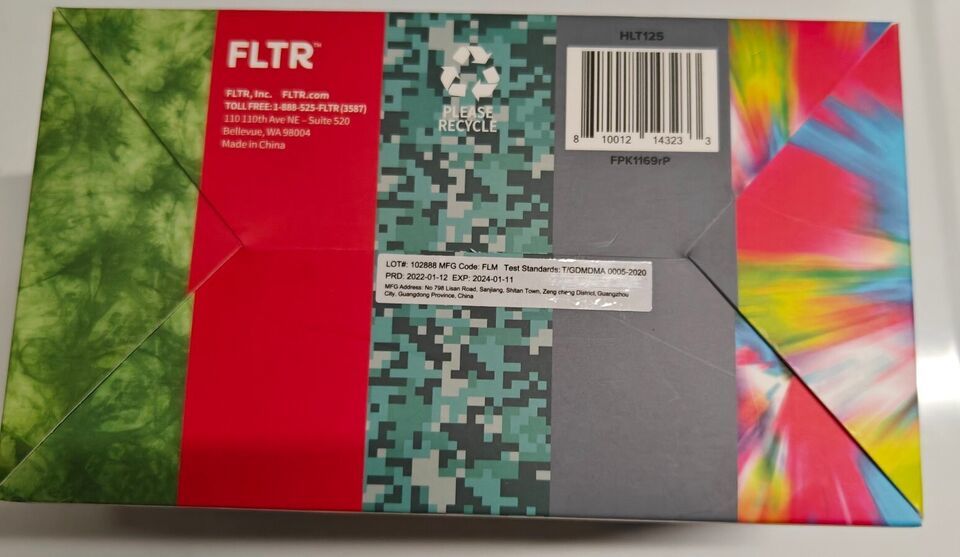 FLTR™
FLTR, Inc. FLTR.com
TOLL FREE: 1-888-525-FLTR (3587)
110 110th Ave NE – Suite 520
Bellevue, WA 98004
Made in China
PLEASE
RECYCLE
HLT125
8 10012 14323 3
FPK1169rP
LOT#: 102888 MFG Code: FLM Test Standards: T/GDMDMA 0005-2020
PRD: 2022-01-12 EXP: 2024-01-11
MFG Address: No 798 Lisan Road, Sanjiang, Shitan Town, Zeng cheng District, Guangzhou
City, Guangdong Province, China